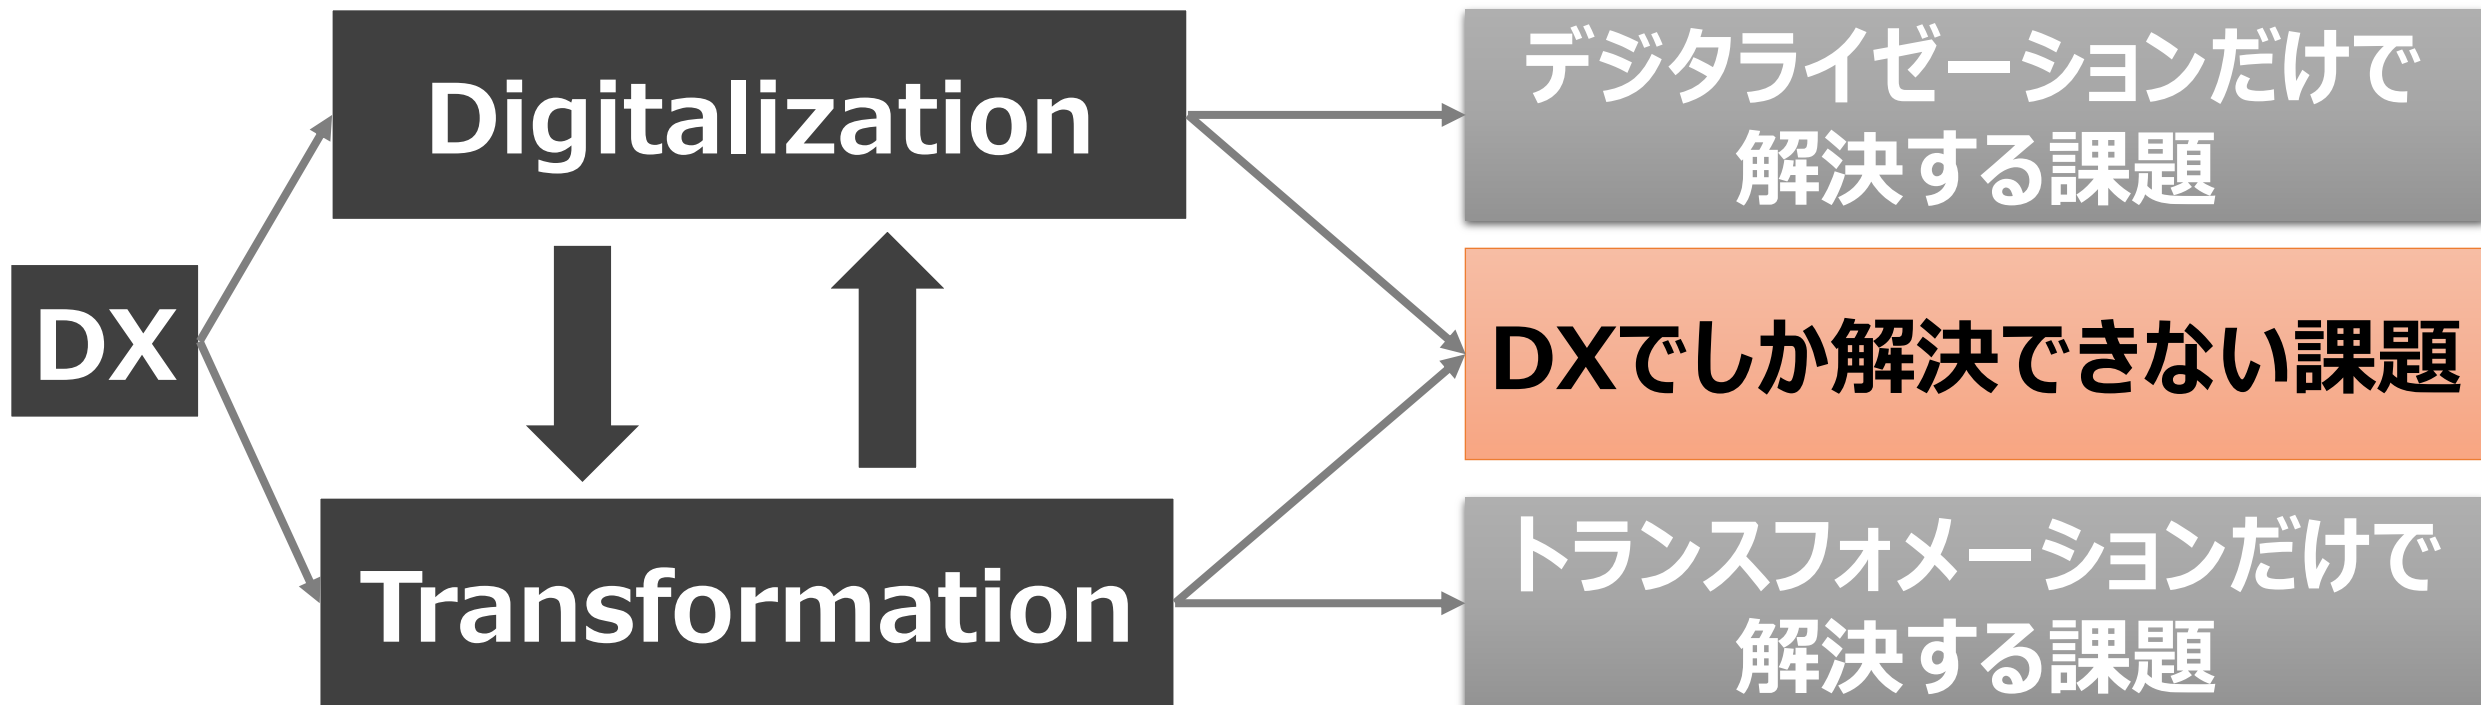 DX
Digitalization
Transformation
デジタライゼーションだけで
解決する課題
DXでしか解決できない課題
トランスフォメーションだけで
解決する課題